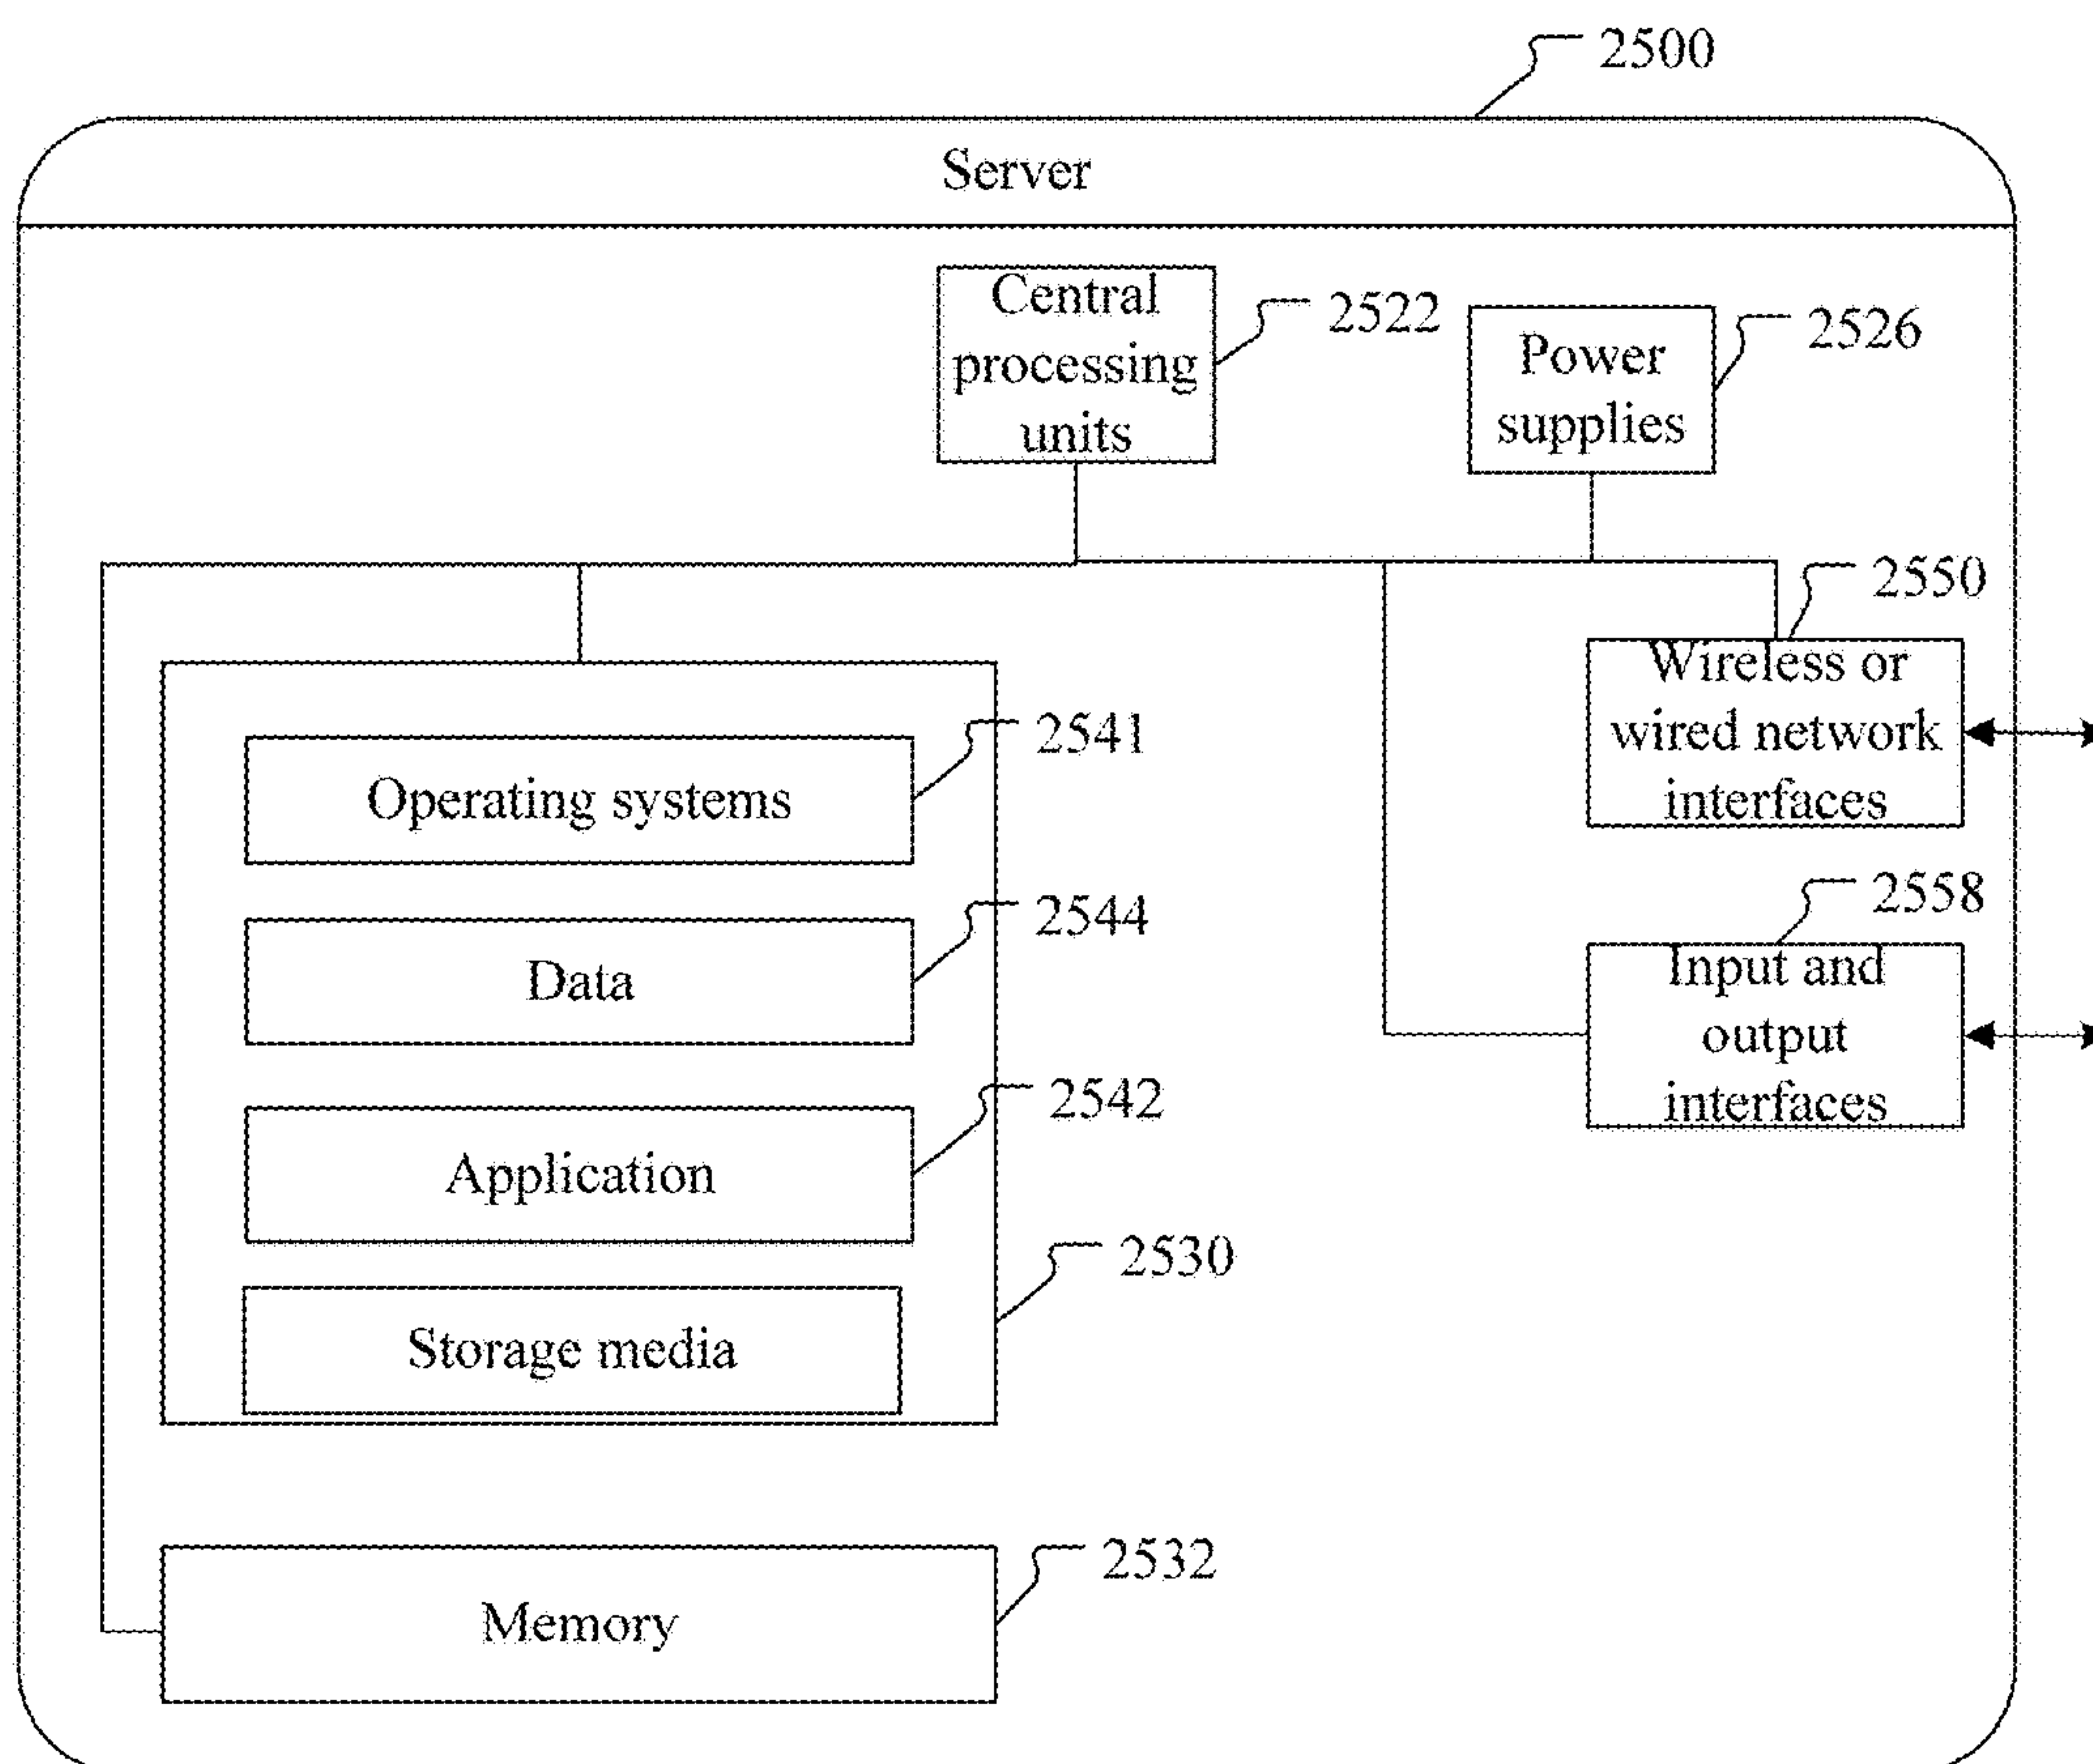 2500
Server
Central
processing
units
2522
Power
supplies
2526
2550
Wireless or
wired network
interfaces
2541
Operating systems
2544
Data
2558
Input and
output
interfaces
2542
Application
2530
Storage media
2532
Memory